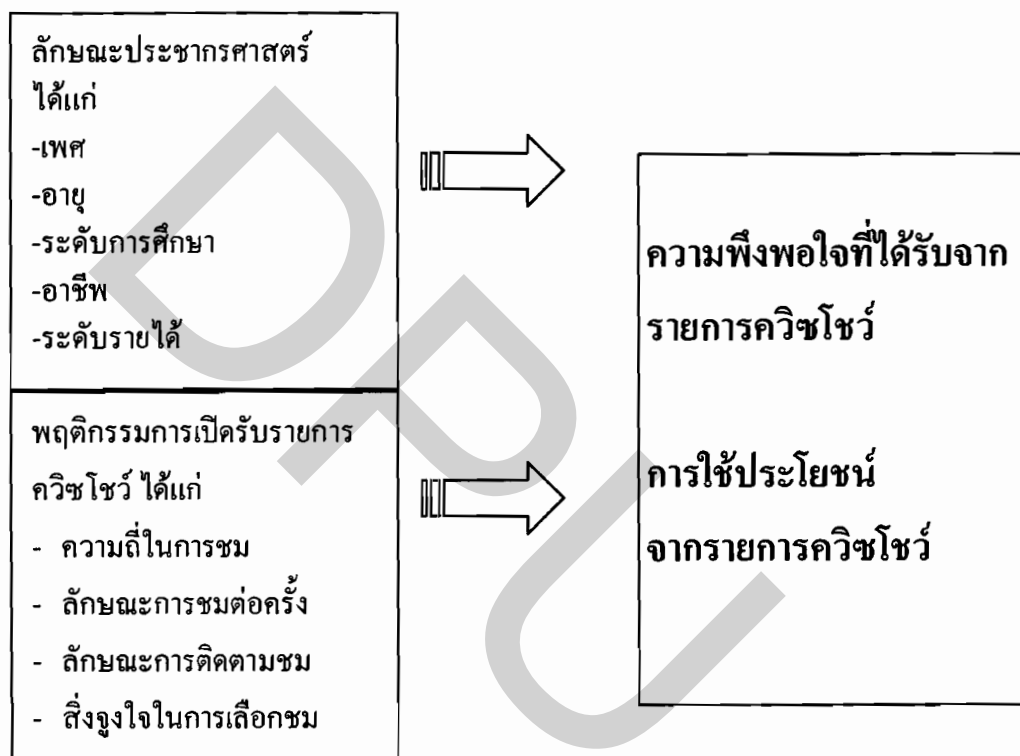 ลักษณะประชากรศาสตร์
ได้แก่
-เพศ
-อายุ
-ระดับการศึกษา
-อาชีพ
-ระดับรายได้
พฤติกรรมการเปิดรับรายการ
ควิซโชว์ ได้แก่
- ความถี่ในการชม
- ลักษณะการชมต่อครั้ง
- ลักษณะการติดตามชม
- สิ่งจูงใจในการเลือกชม
ความพึงพอใจที่ได้รับจาก
รายการควิซโชว์
การใช้ประโยชน์
จากรายการควิซโชว์
DPU